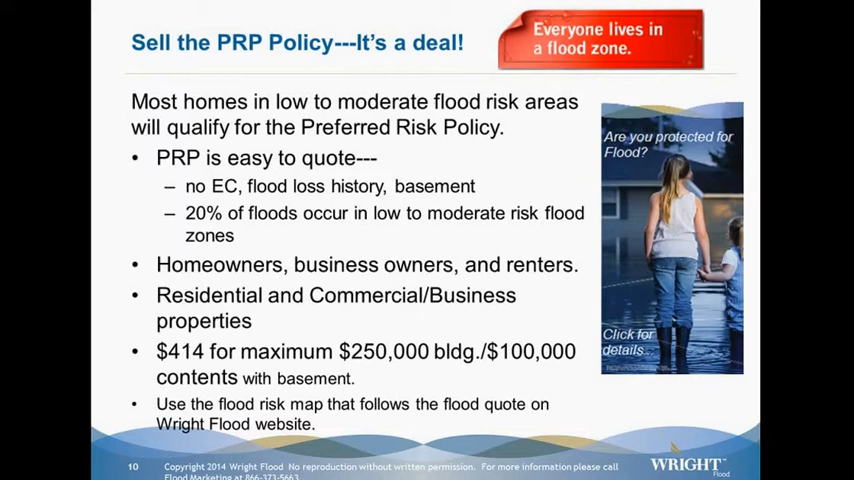 Sell the PRP Policy---It's a deal!
Everyone lives in
a flood zone.
Most homes in low to moderate flood risk areas
will qualify for the Preferred Risk Policy.
• PRP is easy to quote---
– no EC, flood loss history, basement
– 20% of floods occur in low to moderate risk flood
zones
• Homeowners, business owners, and renters.
• Residential and Commercial/Business
properties
• $414 for maximum $250,000 bldg./$100,000
contents with basement.
• Use the flood risk map that follows the flood quote on
Wright Flood website.
Are you protected for
Flood?
Click for
details...
10
Copyright 2014 Wright Flood No reproduction without written permission. For more information please call
Flood Marketing at 866-373-5663
WRIGHT
Flood